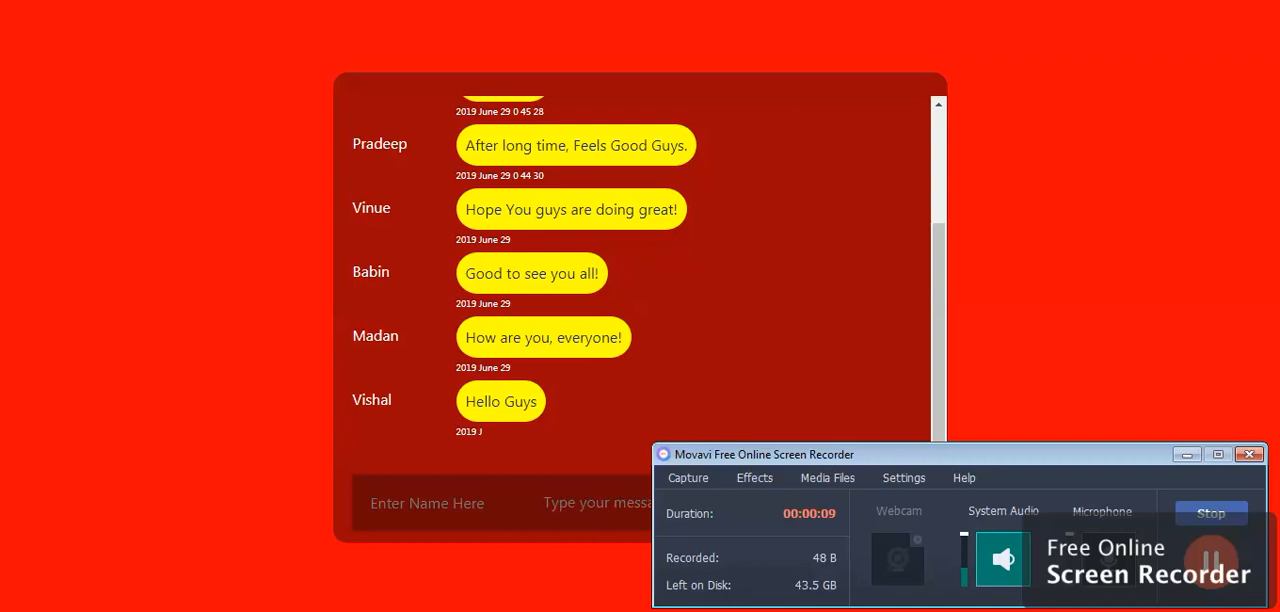 2019 June 29 0 45 28
Pradeep
After long time, Feels Good Guys.
2019 June 29 0 44 30
Vinue
Hope You guys are doing great!
2019 June 29
Babin
Good to see you all!
2019 June 29
Madan
How are you, everyone!
2019 June 29
Vishal
Hello Guys
2019 J
Enter Name Here
Type your messa
Movavi Free Online Screen Recorder
Capture Effects Media Files Settings Help
Duration: 00:00:09
Webcam System Audio Microphone
Stop
Recorded: 48 B
Left on Disk: 43.5 GB
Free Online
Screen Recorder